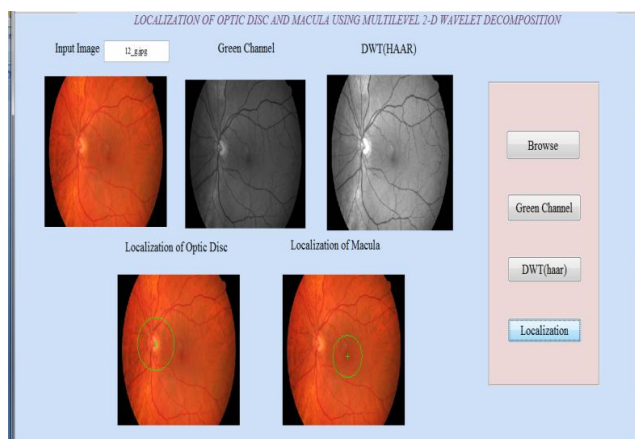 LOCALIZATION OF OPTIC DISC AND MACULA USING MULTILEVEL 2-D WAVELET DECOMPOSITION
Input Image
12_g.jpg
Green Channel
DWT(HAAR)
Localization of Optic Disc
Localization of Macula
Browse
Green Channel
DWT(haar)
Localization